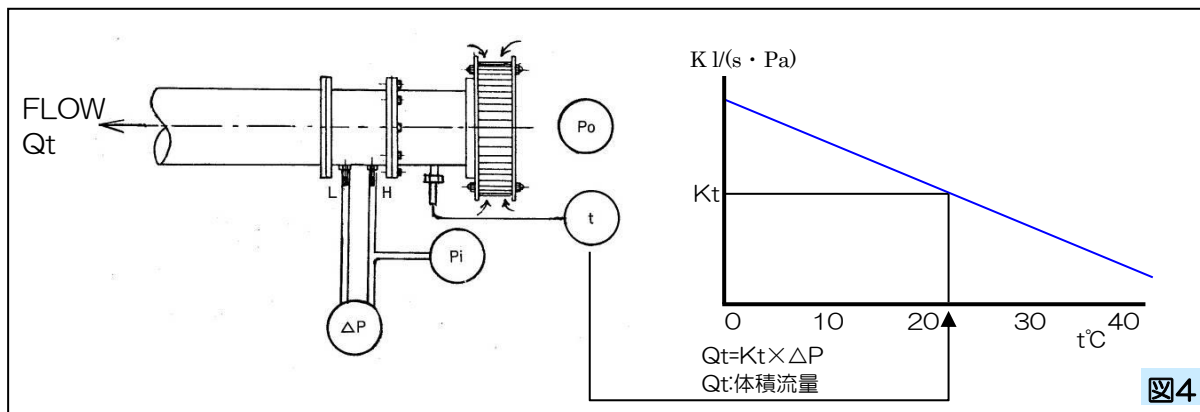 FLOW
Qt
L
H
Po
t
Pi
△P
K l/(s・Pa)
Kt
0 10 20 30 40
t℃
Qt=Kt×△P
Qt:体積流量
図4